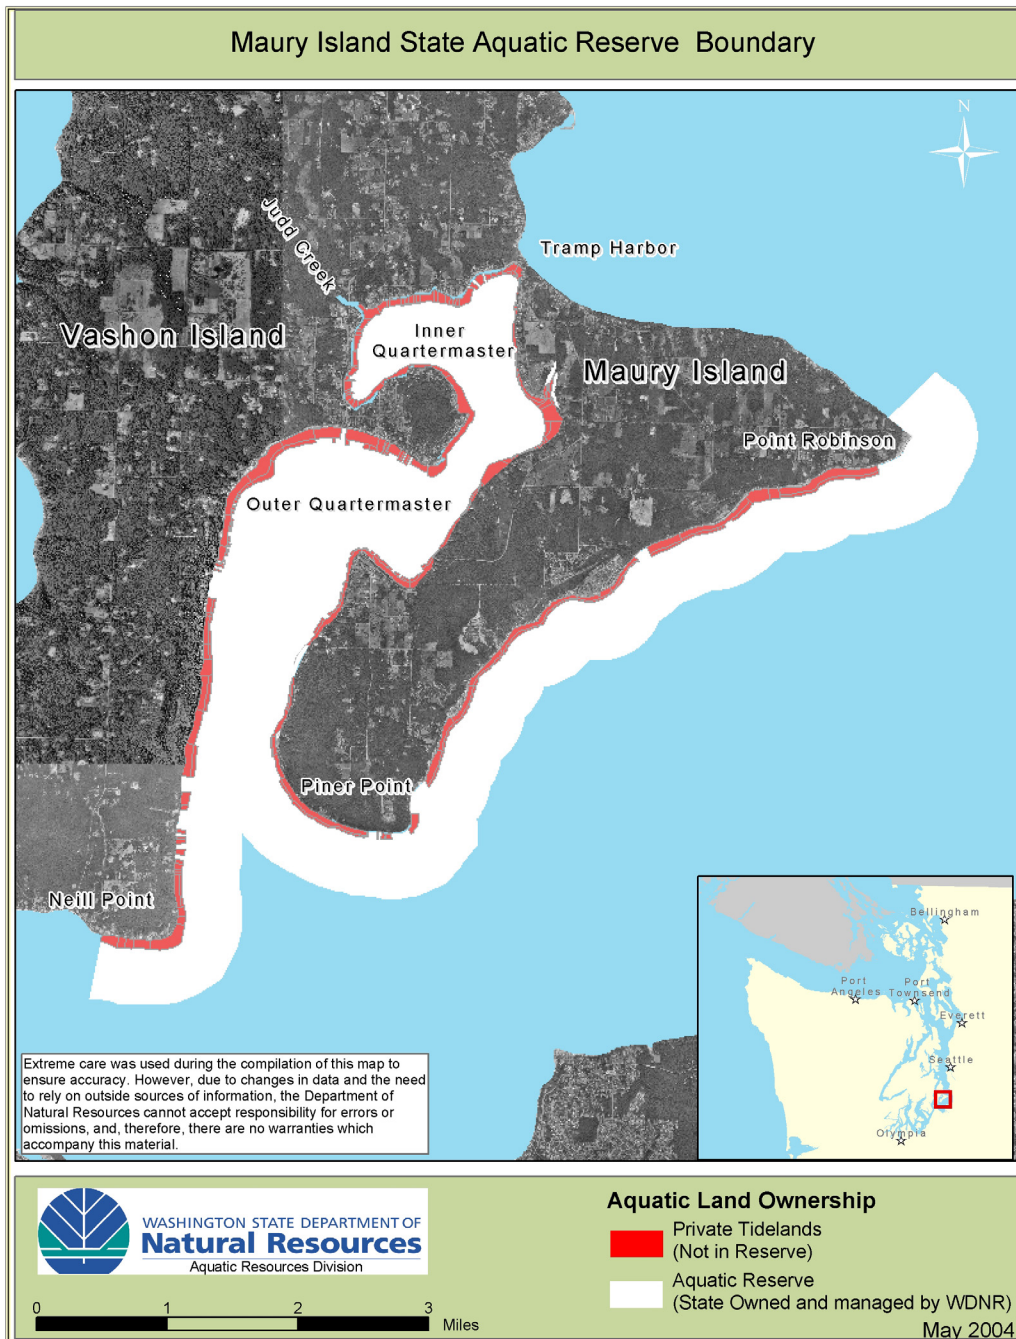 Maury Island State Aquatic Reserve Boundary
N
Judd Creek
Tramp Harbor
Vashon Island
Inner
Quartermaster
Maury Island
Point Robinson
Outer Quartermaster
Piner Point
Neill Point
Bellingham
Port
Angeles
Port
Townsend
Everett
Seattle
Olympia
Extreme care was used during the compilation of this map to
ensure accuracy. However, due to changes in data and the need
to rely on outside sources of information, the Department of
Natural Resources cannot accept responsibility for errors or
omissions, and, therefore, there are no warranties which
accompany this material.
WASHINGTON STATE DEPARTMENT OF
Natural Resources
Aquatic Resources Division
0 1 2 3
Miles
Aquatic Land Ownership
Private Tidelands
(Not in Reserve)
Aquatic Reserve
(State Owned and managed by WDNR)
May 2004